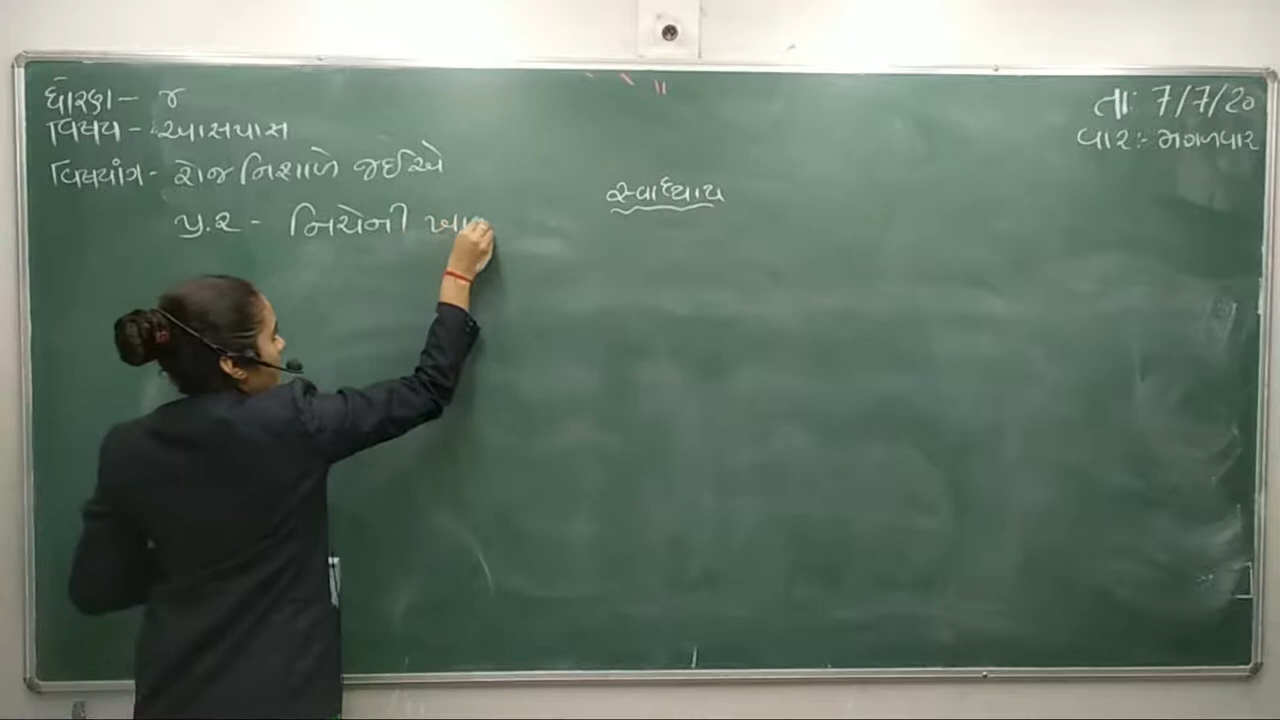 ધોરણ - ૪
તા: 7/7/20
વિષય - આસપાસ
વાર:- મંગળવાર
વિષયાંગ - રોજ નિશાળે જઈએ
સ્વાધ્યાય
પ્ર.૨ - નિચેની ખા